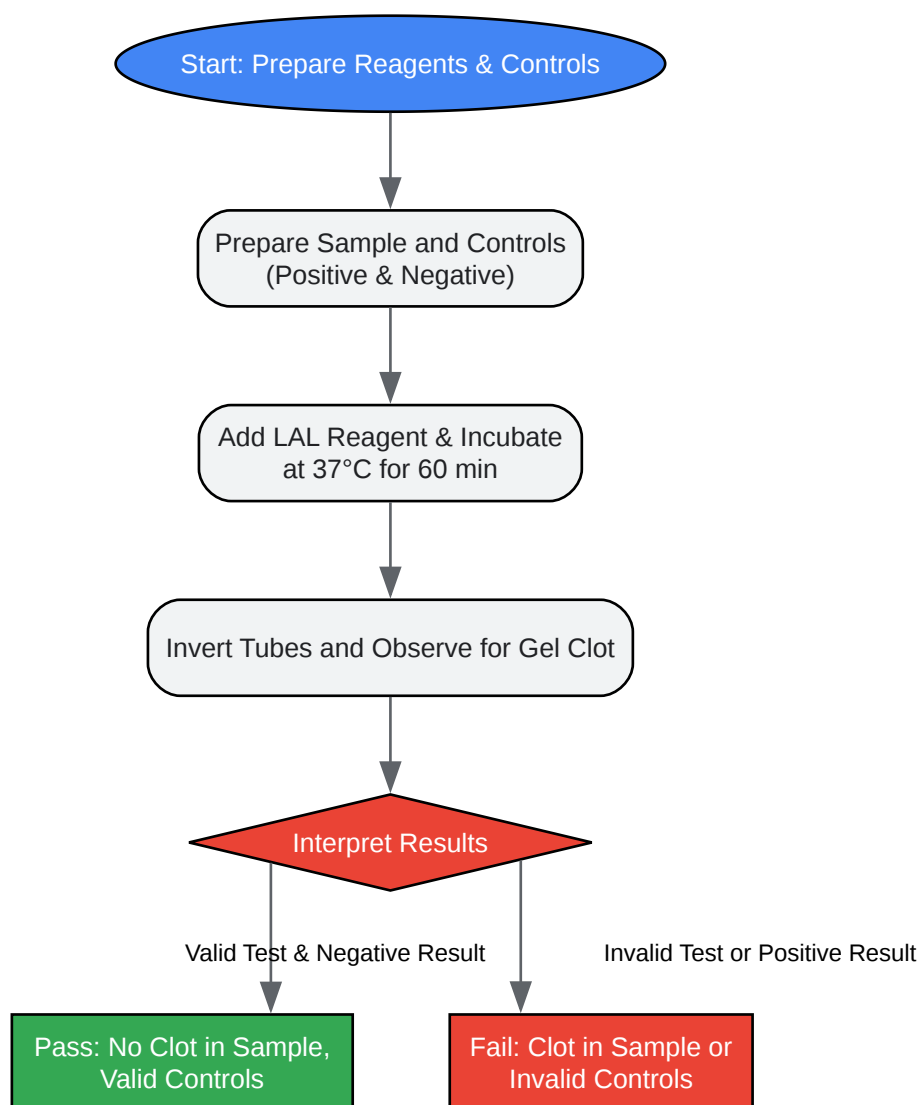 Start: Prepare Reagents & Controls
Prepare Sample and Controls
(Positive & Negative)
Add LAL Reagent & Incubate
at 37°C for 60 min
Invert Tubes and Observe for Gel Clot
Interpret Results
Valid Test & Negative Result
Invalid Test or Positive Result
Pass: No Clot in Sample,
Valid Controls
Fail: Clot in Sample or
Invalid Controls